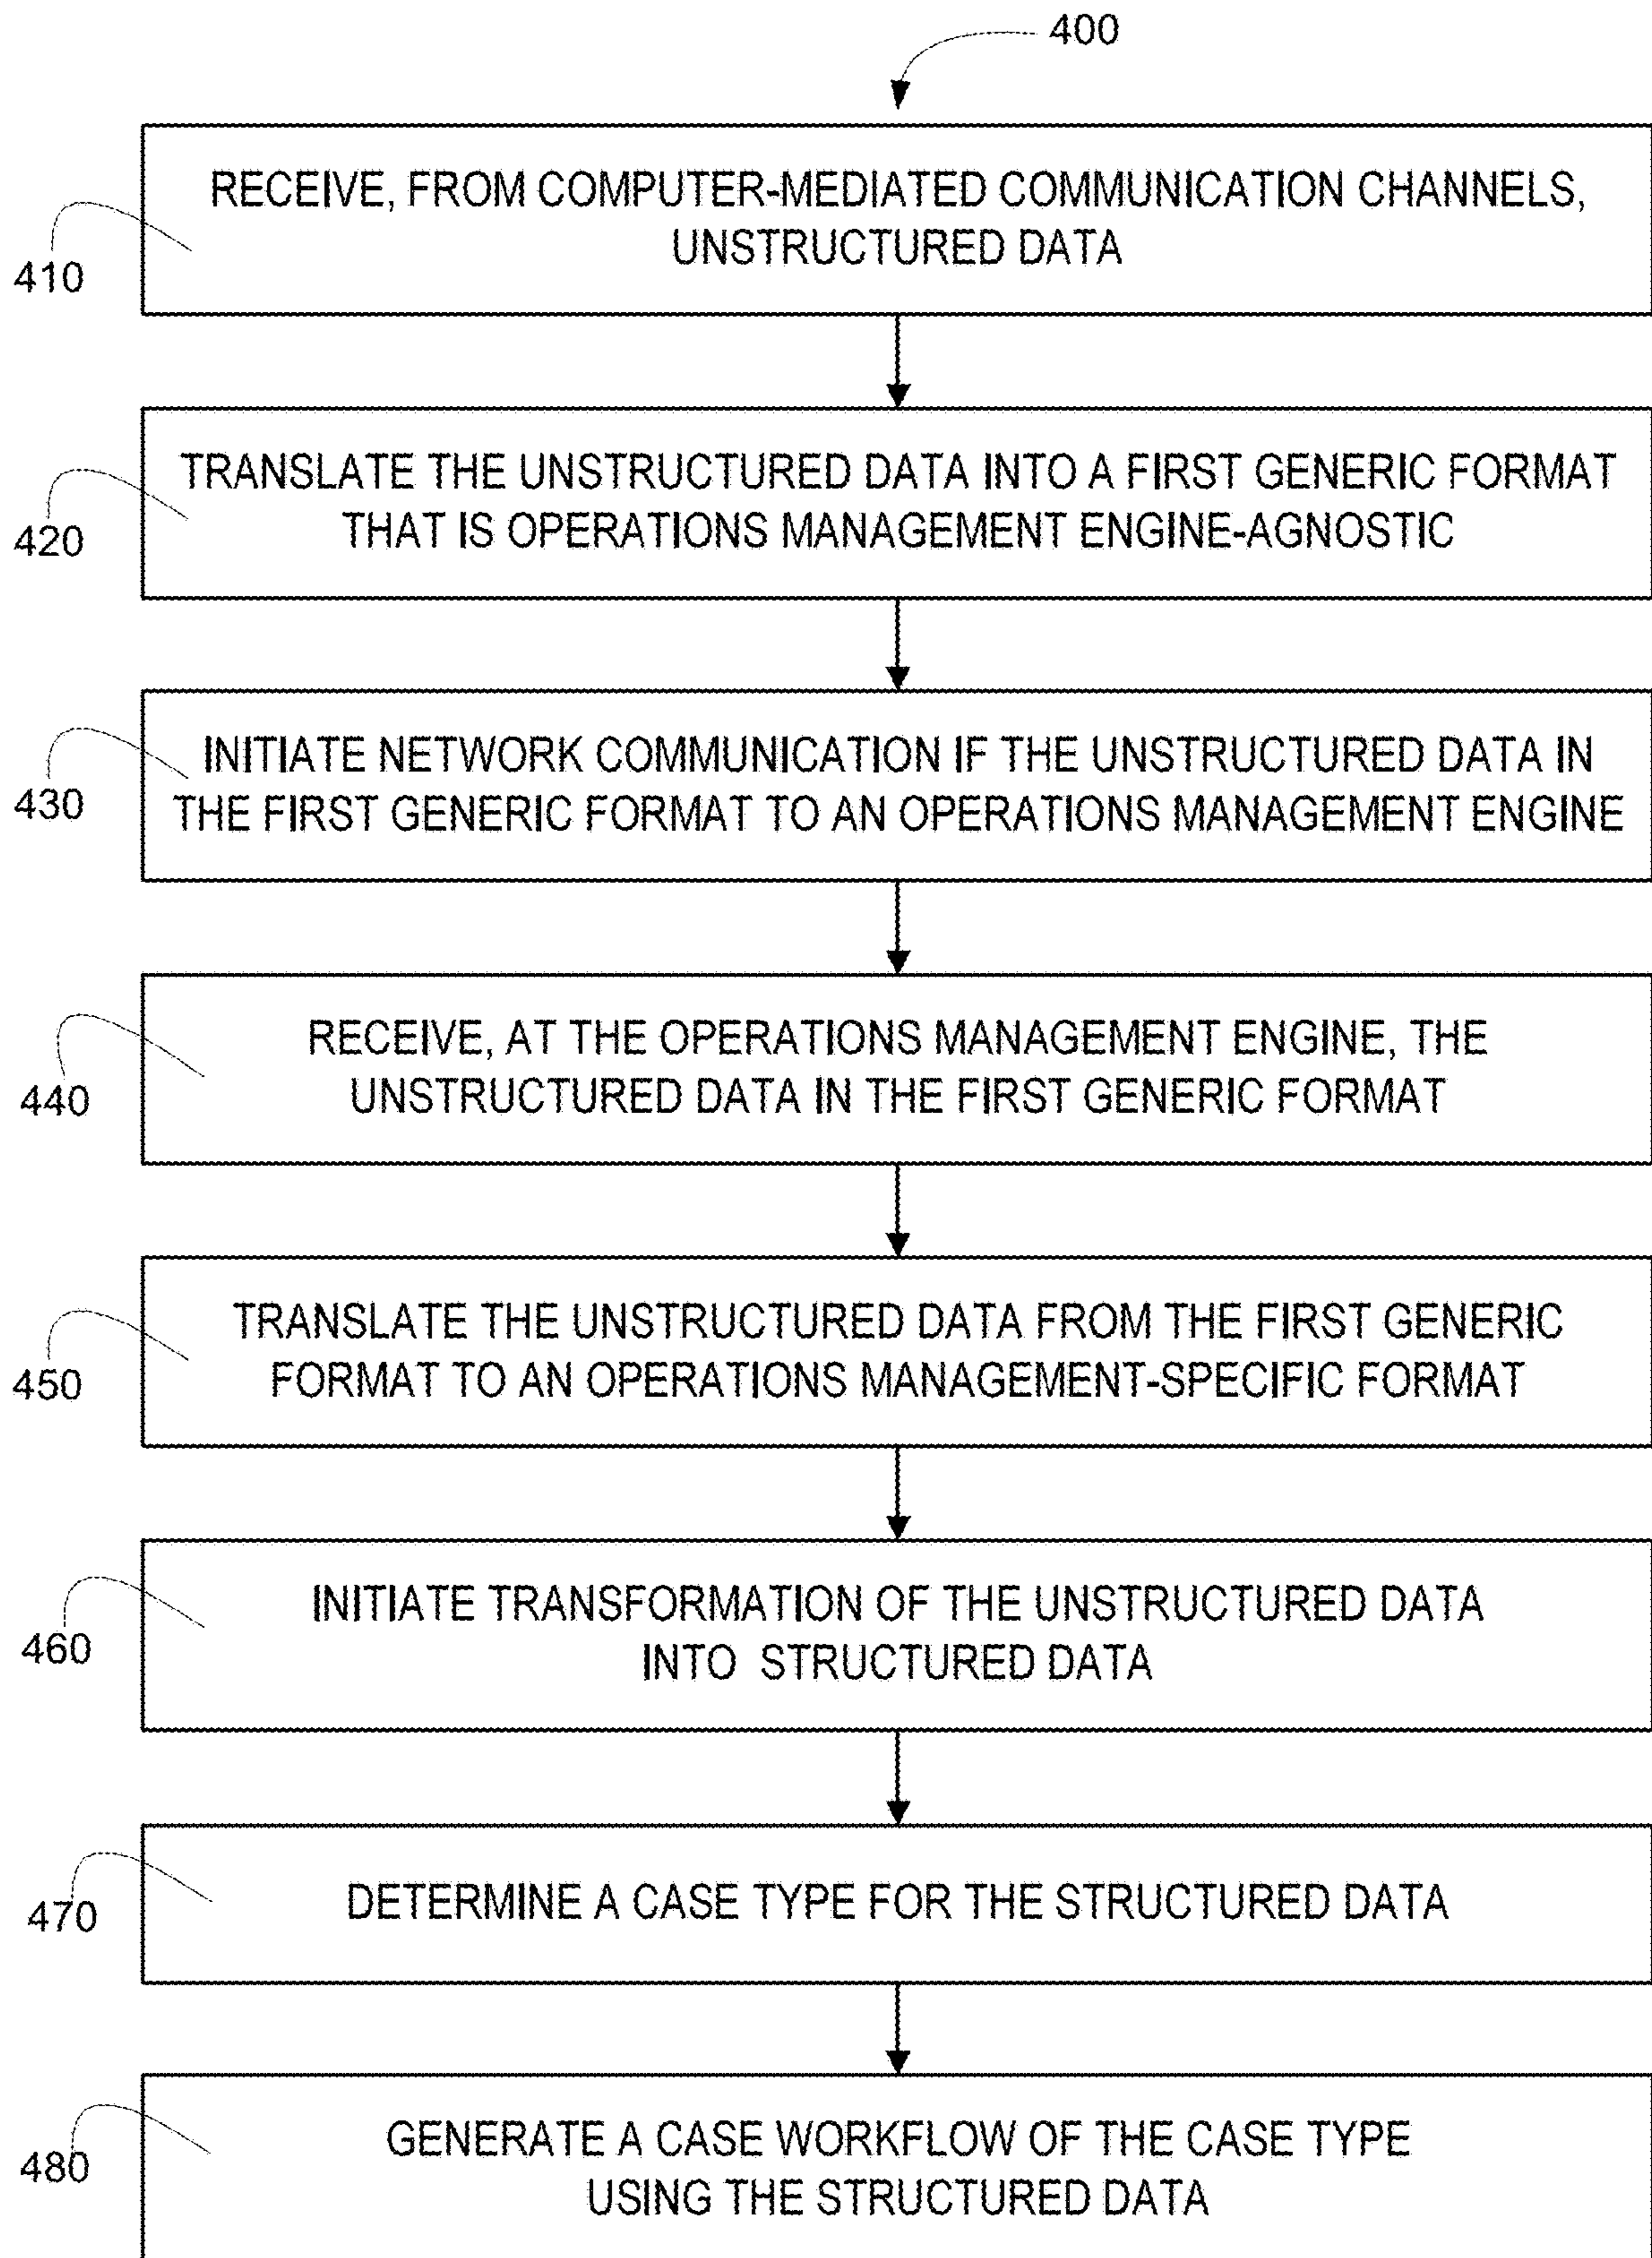 400
RECEIVE, FROM COMPUTER-MEDIATED COMMUNICATION CHANNELS,
UNSTRUCTURED DATA
410
TRANSLATE THE UNSTRUCTURED DATA INTO A FIRST GENERIC FORMAT
THAT IS OPERATIONS MANAGEMENT ENGINE-AGNOSTIC
420
INITIATE NETWORK COMMUNICATION IF THE UNSTRUCTURED DATA IN
THE FIRST GENERIC FORMAT TO AN OPERATIONS MANAGEMENT ENGINE
430
RECEIVE, AT THE OPERATIONS MANAGEMENT ENGINE, THE
UNSTRUCTURED DATA IN THE FIRST GENERIC FORMAT
440
TRANSLATE THE UNSTRUCTURED DATA FROM THE FIRST GENERIC
FORMAT TO AN OPERATIONS MANAGEMENT-SPECIFIC FORMAT
450
INITIATE TRANSFORMATION OF THE UNSTRUCTURED DATA
INTO STRUCTURED DATA
460
DETERMINE A CASE TYPE FOR THE STRUCTURED DATA
470
GENERATE A CASE WORKFLOW OF THE CASE TYPE
USING THE STRUCTURED DATA
480